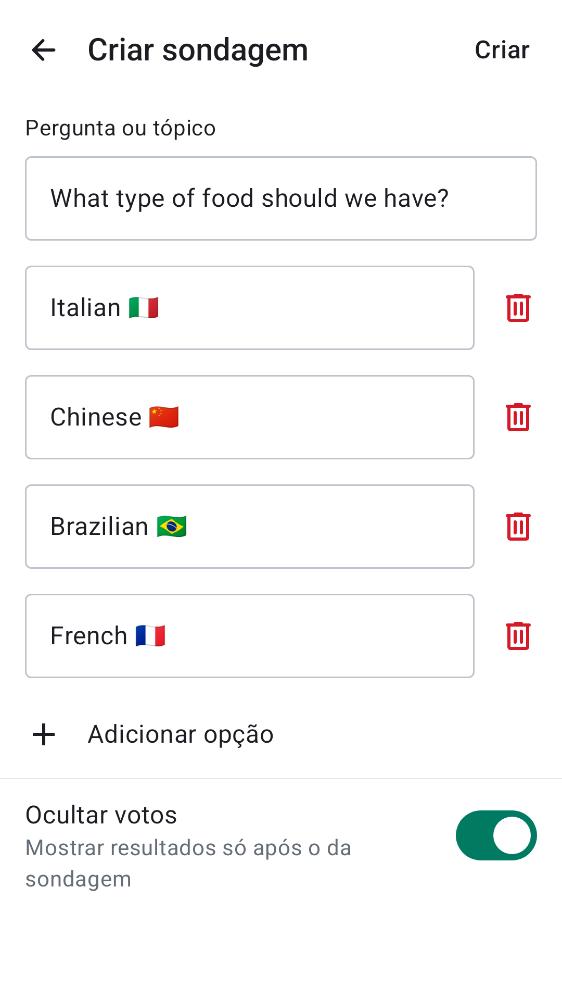 Criar sondagem
Criar
Pergunta ou tópico
What type of food should we have?
Italian 🇮🇹
Chinese 🇨🇳
Brazilian 🇧🇷
French 🇫🇷
Adicionar opção
Ocultar votos
Mostrar resultados só após o da
sondagem